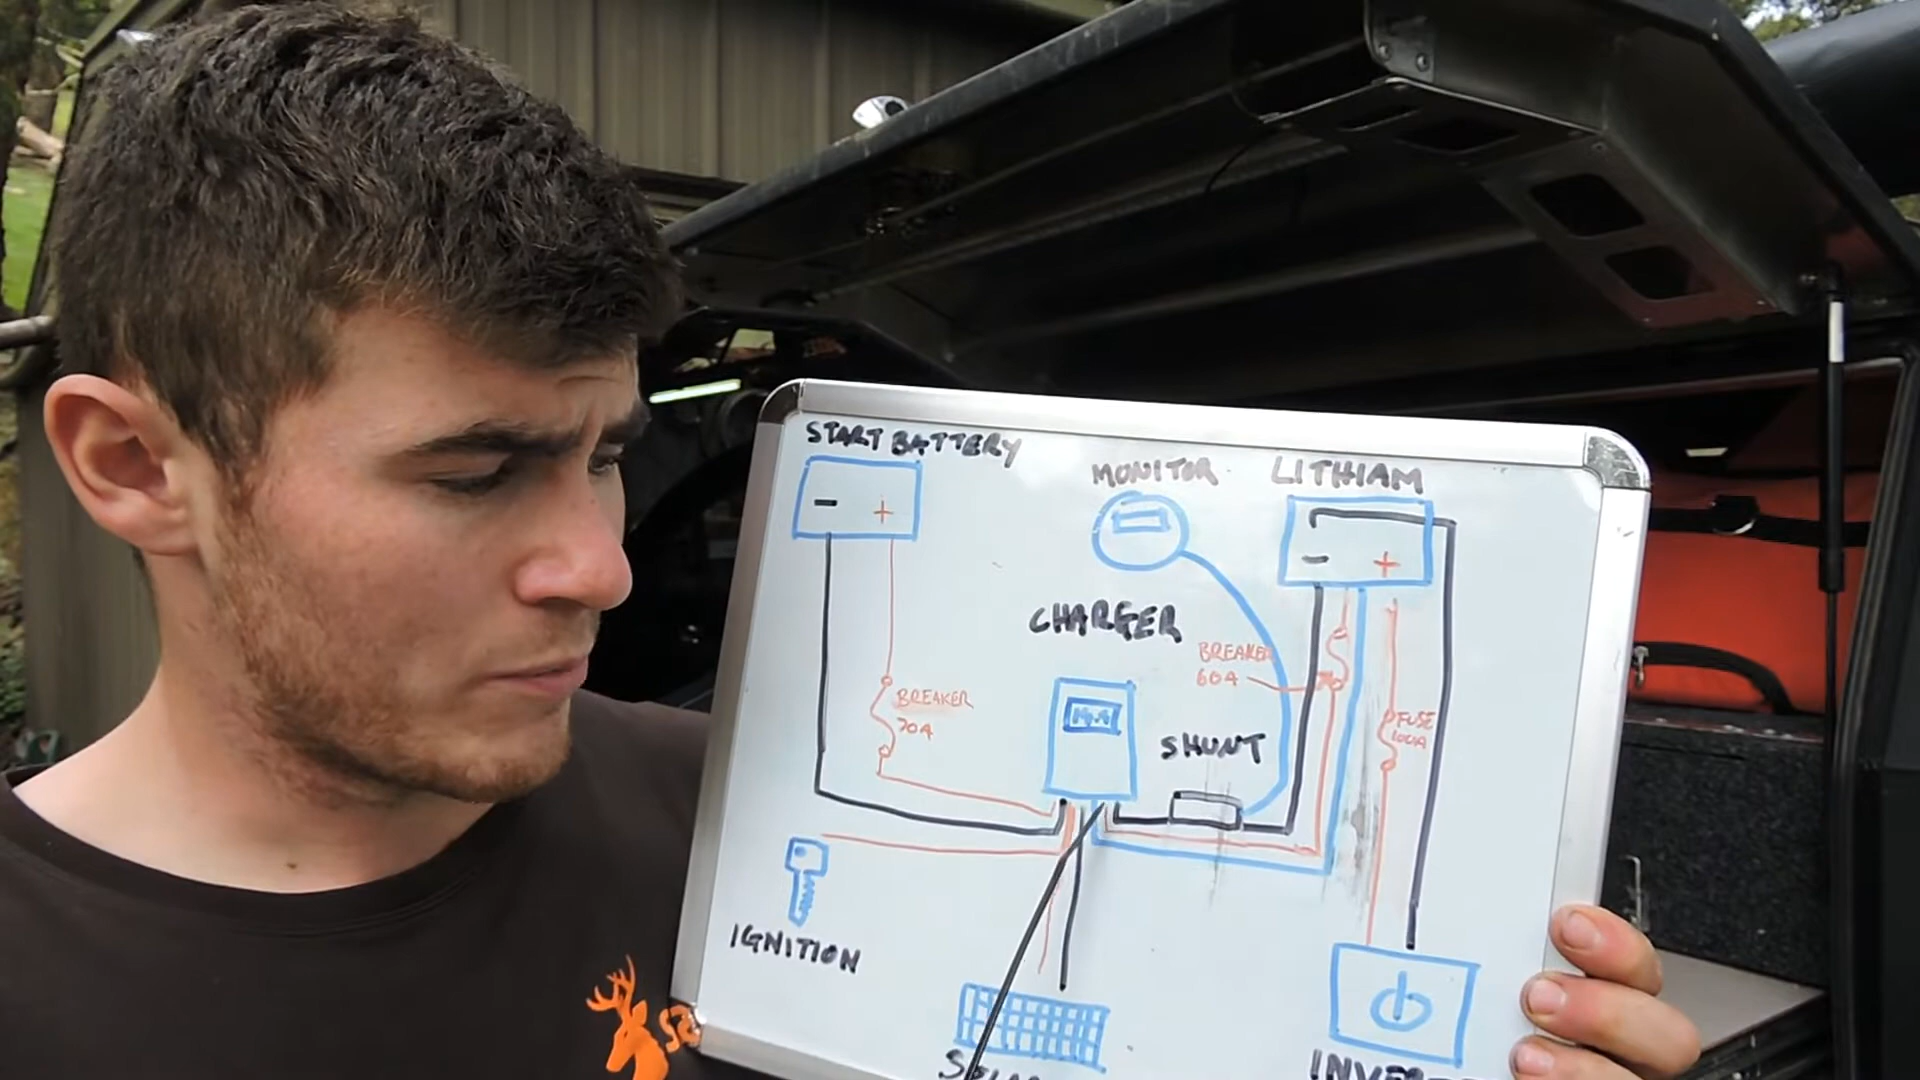 START BATTERY
MONITOR
LITHIAM
- +
- +
CHARGER
BREAKER
60A
BREAKER
70A
FUSE
100A
SHUNT
IGNITION